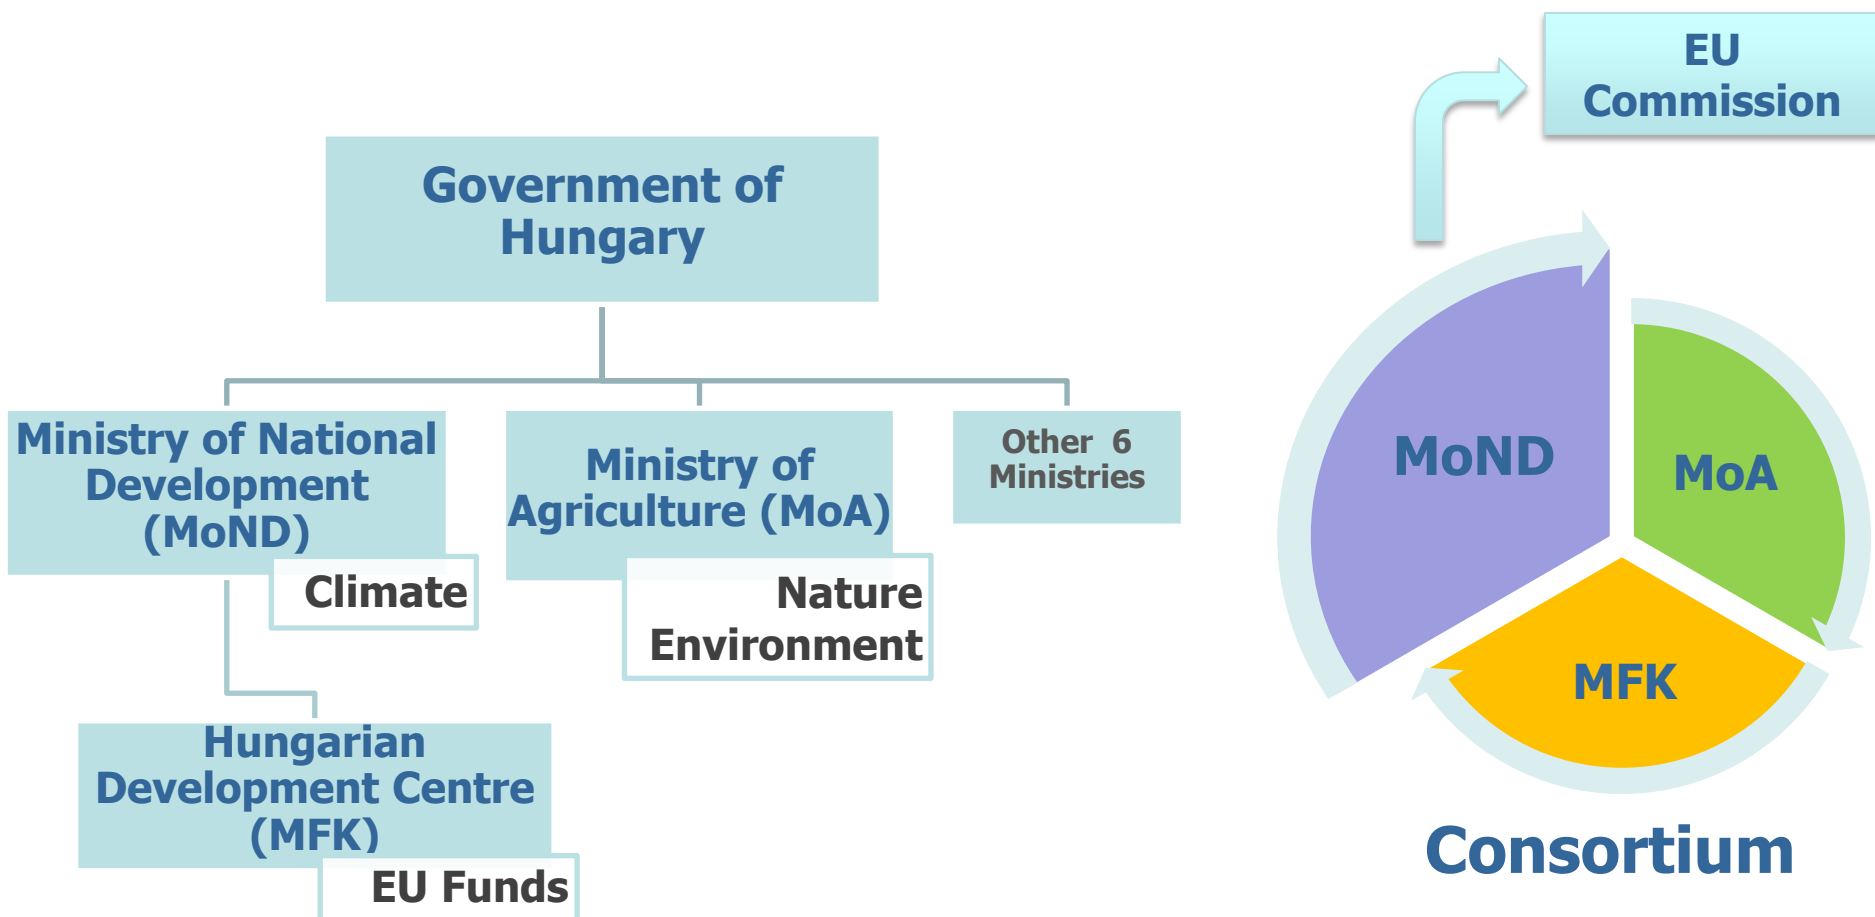 Government of
Hungary
Ministry of National
Development
(MoND)
Climate
Ministry of
Agriculture (MoA)
Nature
Environment
Other 6
Ministries
Hungarian
Development Centre
(MFK)
EU Funds
EU
Commission
MoND
MoA
MFK
Consortium